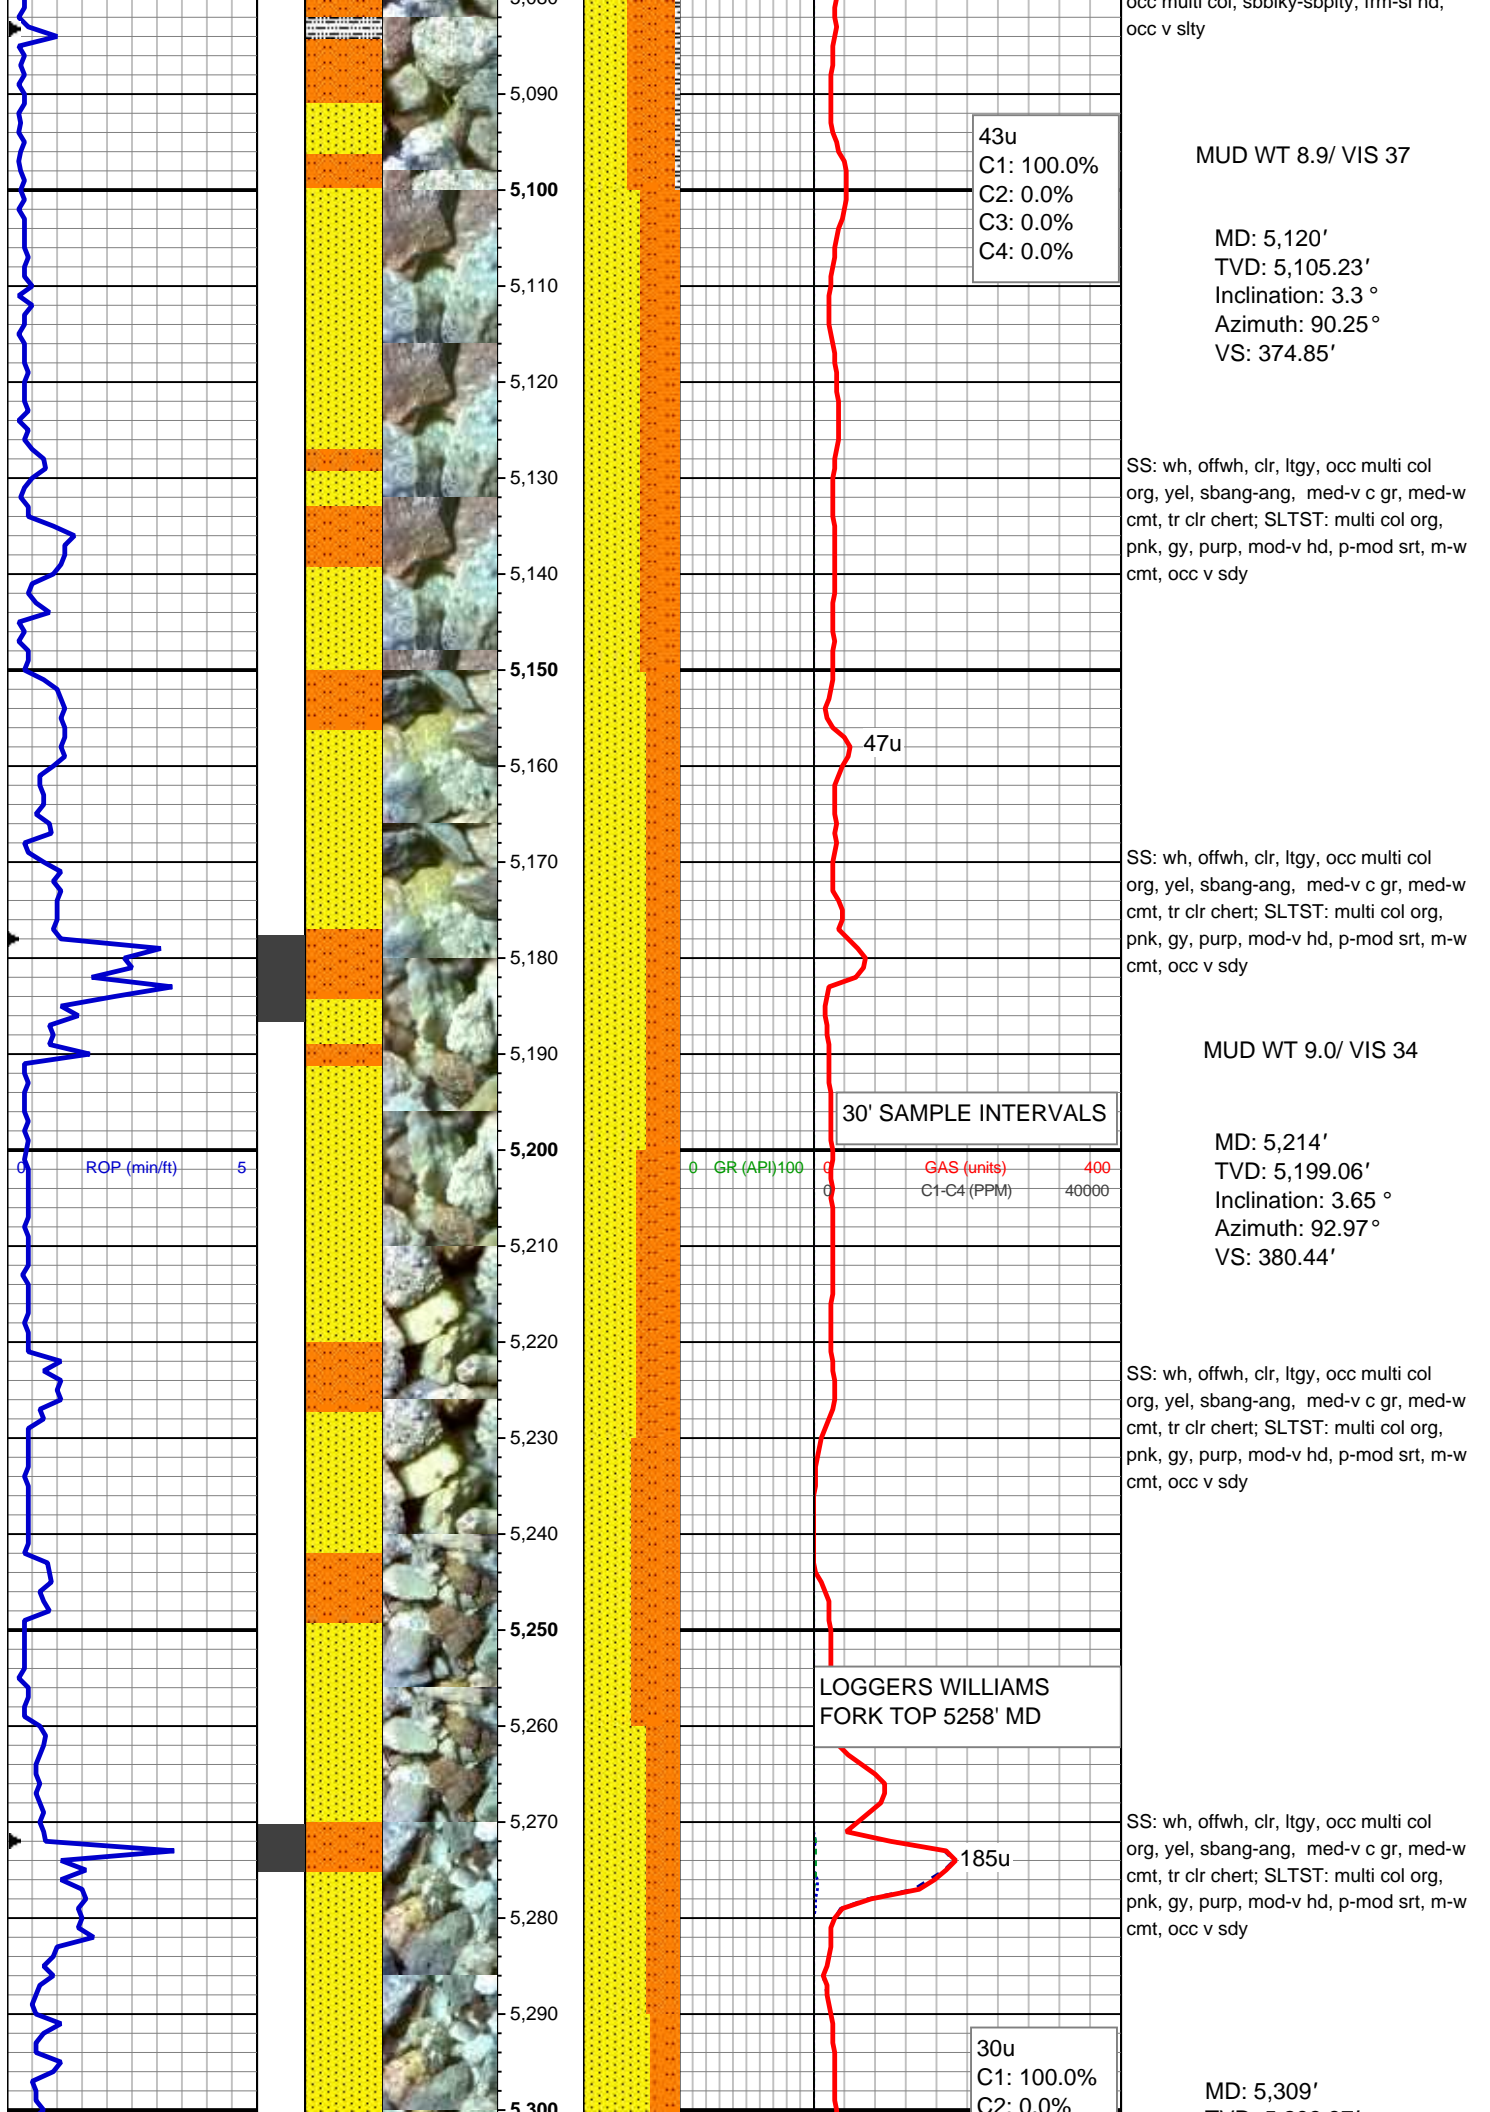 occ v slty
5,090
43u
C1: 100.0%
C2: 0.0%
C3: 0.0%
C4: 0.0%
MUD WT 8.9/ VIS 37
5,100
MD: 5,120′
TVD: 5,105.23′
Inclination: 3.3 °
Azimuth: 90.25°
VS: 374.85′
5,110
5,120
5,130
SS: wh, offwh, clr, ltgy, occ multi col
org, yel, sbang-ang,  med-v c gr, med-w
cmt, tr clr chert; SLTST: multi col org,
pnk, gy, purp, mod-v hd, p-mod srt, m-w
cmt, occ v sdy
5,140
5,150
47u
5,160
5,170
SS: wh, offwh, clr, ltgy, occ multi col
org, yel, sbang-ang,  med-v c gr, med-w
cmt, tr clr chert; SLTST: multi col org,
pnk, gy, purp, mod-v hd, p-mod srt, m-w
cmt, occ v sdy
5,180
5,190
MUD WT 9.0/ VIS 34
30' SAMPLE INTERVALS
5,200
0 ROP (min/ft) 5
0 GR (API) 100
0 GAS (units) 400
0 C1-C4 (PPM) 40000
MD: 5,214′
TVD: 5,199.06′
Inclination: 3.65 °
Azimuth: 92.97°
VS: 380.44′
5,210
5,220
SS: wh, offwh, clr, ltgy, occ multi col
org, yel, sbang-ang,  med-v c gr, med-w
cmt, tr clr chert; SLTST: multi col org,
pnk, gy, purp, mod-v hd, p-mod srt, m-w
cmt, occ v sdy
5,230
5,240
5,250
LOGGERS WILLIAMS
FORK TOP 5258' MD
5,260
5,270
185u
SS: wh, offwh, clr, ltgy, occ multi col
org, yel, sbang-ang,  med-v c gr, med-w
cmt, tr clr chert; SLTST: multi col org,
pnk, gy, purp, mod-v hd, p-mod srt, m-w
cmt, occ v sdy
5,280
5,290
30u
C1: 100.0%
C2: 0.0%
MD: 5,309′
5,300